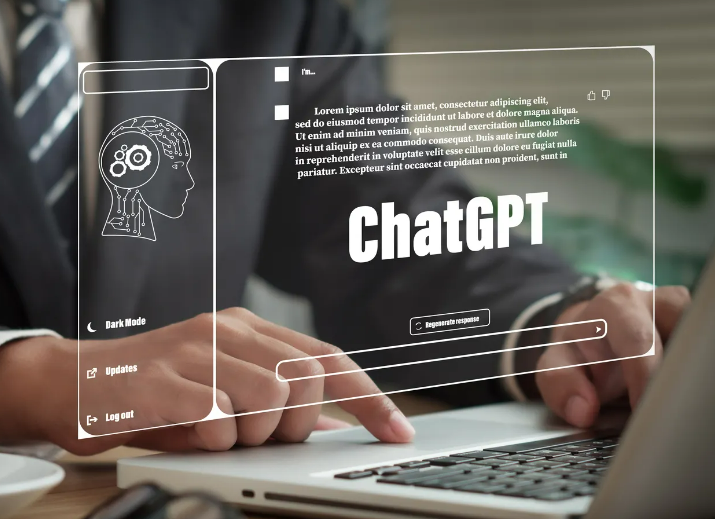 I'm...
Lorem ipsum dolor sit amet, consectetur adipiscing elit,
sed do eiusmod tempor incididunt ut labore et dolore magna aliqua.
Ut enim ad minim veniam, quis nostrud exercitation ullamco laboris
nisi ut aliquip ex ea commodo consequat. Duis aute irure dolor
in reprehenderit in voluptate velit esse cillum dolore eu fugiat nulla
pariatur. Excepteur sint occaecat cupidatat non proident, sunt in
ChatGPT
Regenerate response
Dark Mode
Updates
Log out